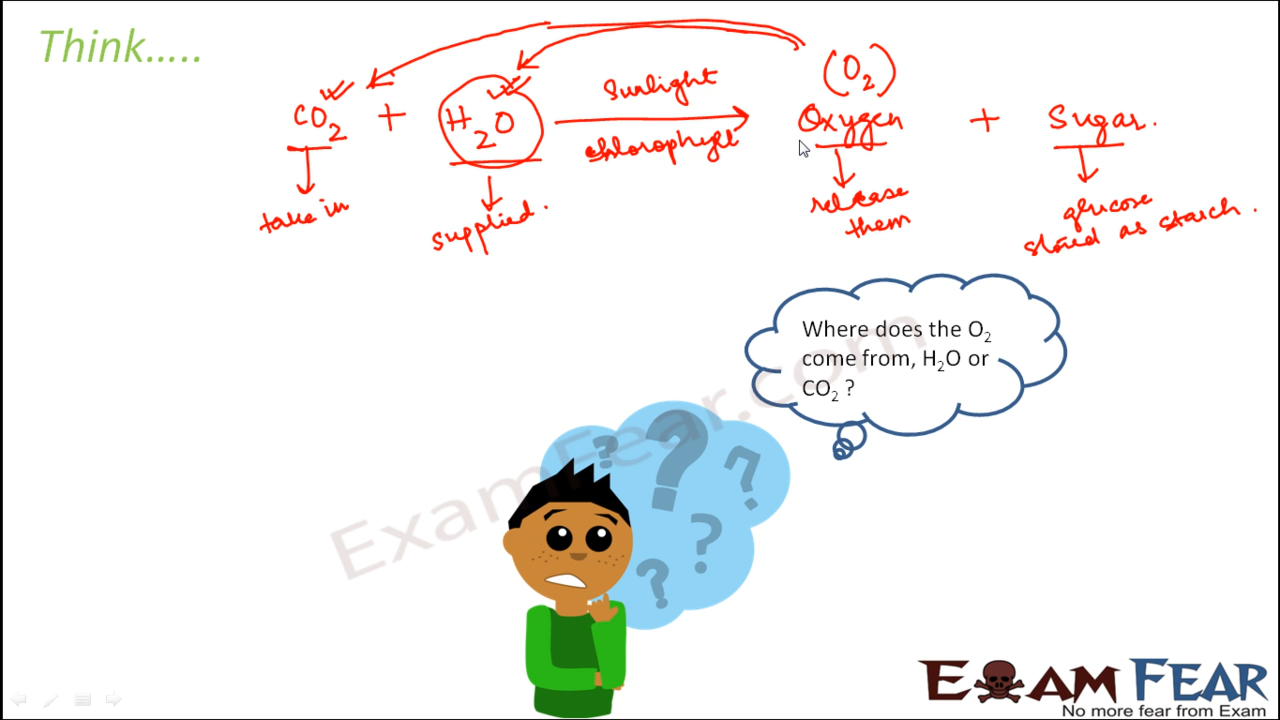 Think.....
(O₂)
CO₂ + H₂O Sunlight chlorophyll Oxygen + Sugar.
take in
supplied.
release them
glucose stored as starch.
Where does the O₂
come from, H₂O or
CO₂ ?
? ? ? ? ?
ExamFear.com
EXAM FEAR
No more fear from Exam